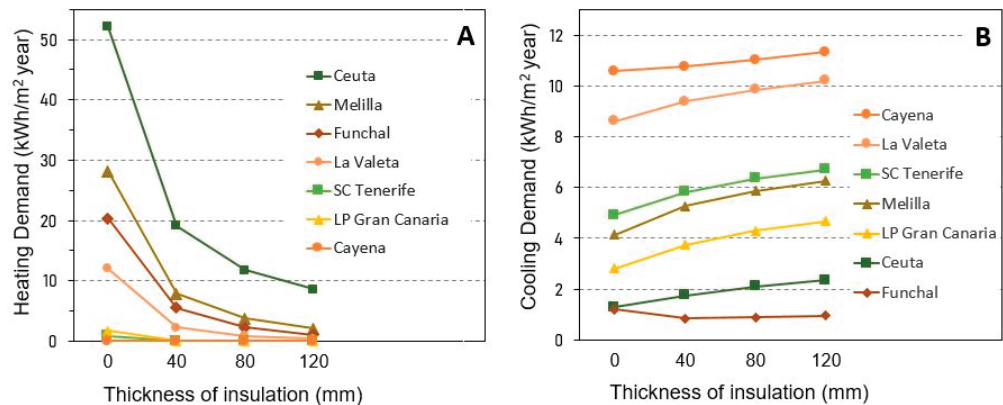 A
Heating Demand (kWh/m² year)
50
40
30
20
10
0
Ceuta
Melilla
Funchal
La Valeta
SC Tenerife
LP Gran Canaria
Cayena
0 40 80 120
Thickness of insulation (mm)
B
Cooling Demand (kWh/m² year)
12
10
8
6
4
2
0
Cayena
La Valeta
SC Tenerife
Melilla
LP Gran Canaria
Ceuta
Funchal
0 40 80 120
Thickness of insulation (mm)